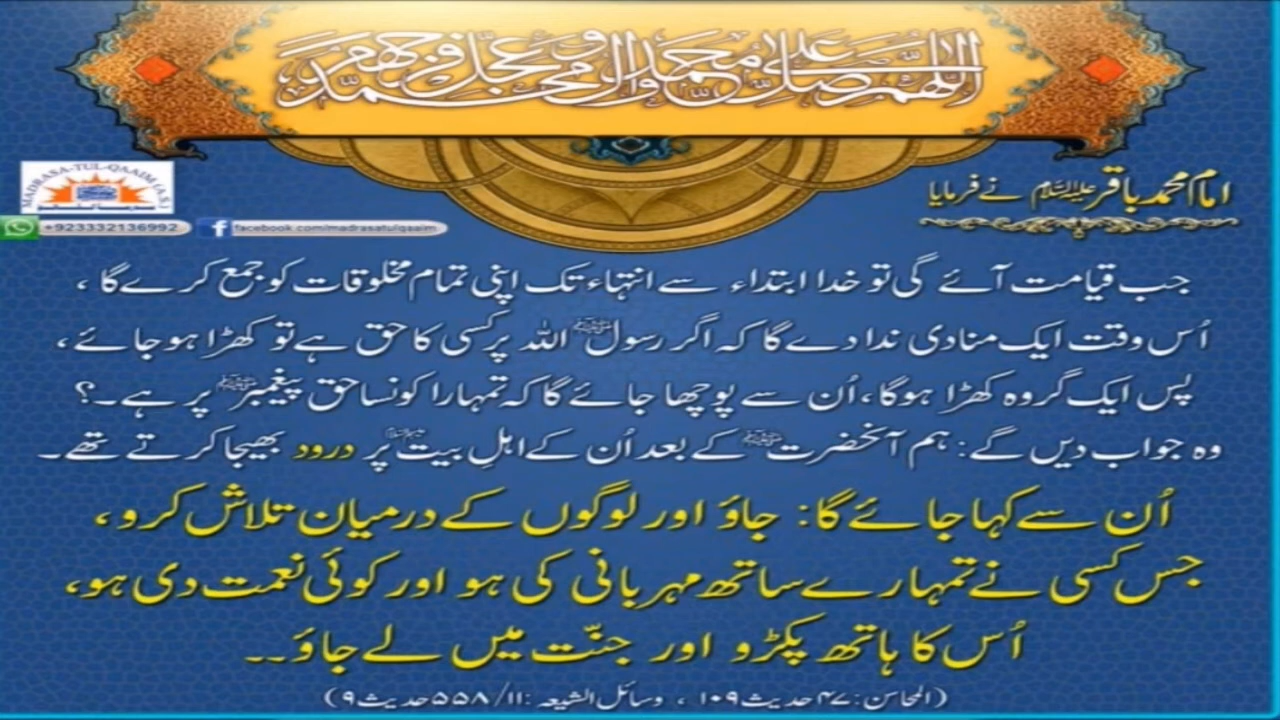 اللهم صل علی محمد وال محمد وعجل فرجهم
MADRASA-TUL-QAAIM (A.S)
+923332136992
facebook.com/madrasatulqaaim
امام محمد باقر علیہ السلام نے فرمایا
جب قیامت آئے گی تو خدا ابتداء سے انتہاء تک اپنی تمام مخلوقات کو جمع کرے گا ،
اُس وقت ایک منادی ندا دے گا کہ اگر رسول ﷺ اللہ پر کسی کا حق ہے تو کھڑا ہو جائے،
پس ایک گروہ کھڑا ہوگا ، اُن سے پوچھا جائے گا کہ تمہارا کونسا حق پیغمبر ﷺ پر ہے۔؟
وہ جواب دیں گے: ہم آنحضرت ﷺ کے بعد اُن کے اہلِ بیت پر درود بھیجا کرتے تھے۔
اُن سے کہا جائے گا: جاؤ اور لوگوں کے درمیان تلاش کرو،
جس کسی نے تمہارے ساتھ مہربانی کی ہو اور کوئی نعمت دی ہو،
اُس کا ہاتھ پکڑو اور جنّت میں لے جاؤ۔۔
(المحاسن: ۴۷ حدیث ۱۰۹ ، وسائل الشیعہ: ۱۱/ ۵۵۸ حدیث ۹)